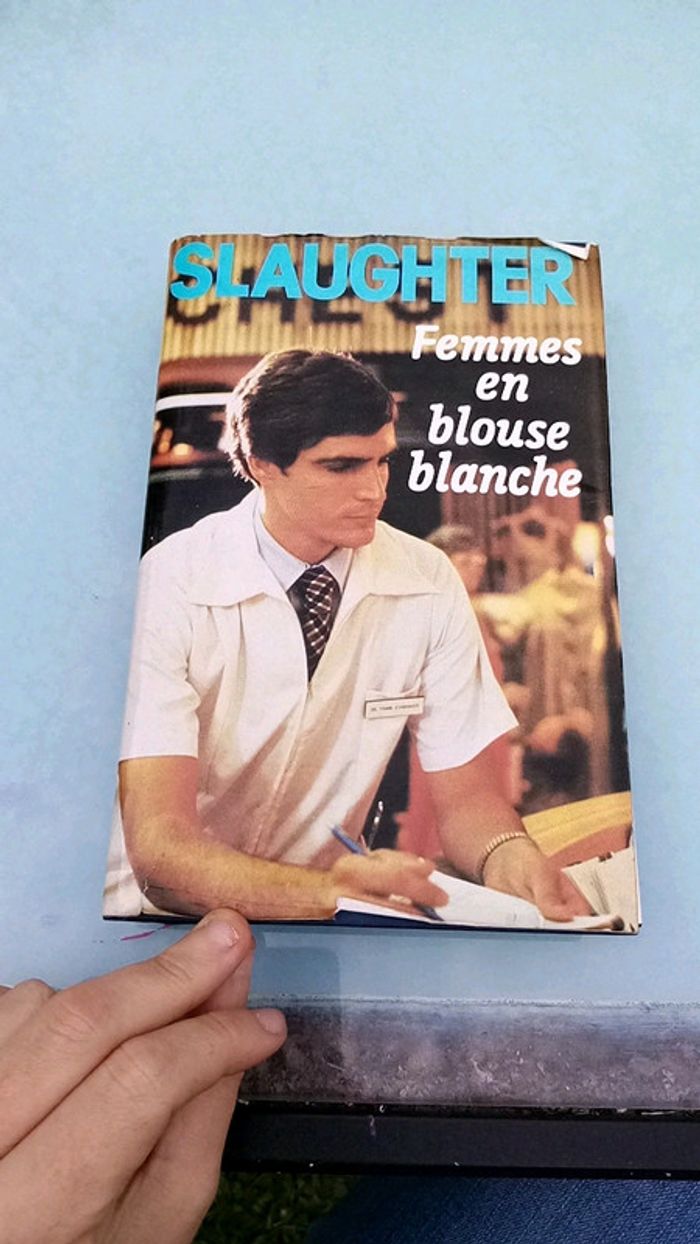 SLAUGHTER
Femmes
en
blouse
blanche